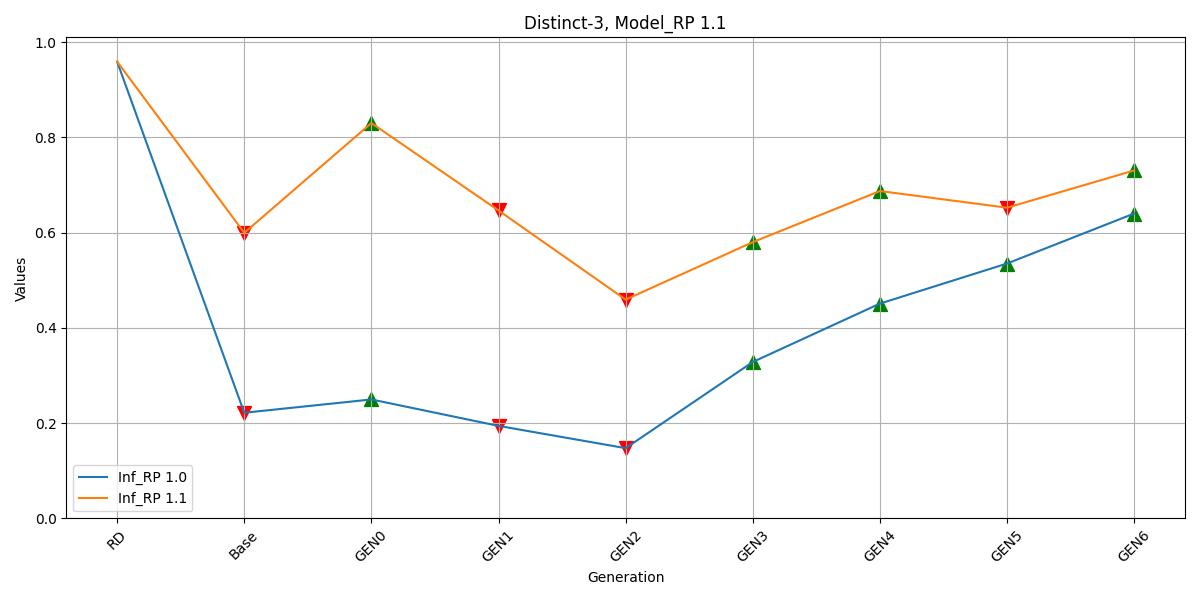 Distinct-3, Model_RP 1.1
Values
1.0
0.8
0.6
0.4
0.2
0.0
Inf_RP 1.0
Inf_RP 1.1
RD
Base
GEN0
GEN1
GEN2
GEN3
GEN4
GEN5
GEN6
Generation